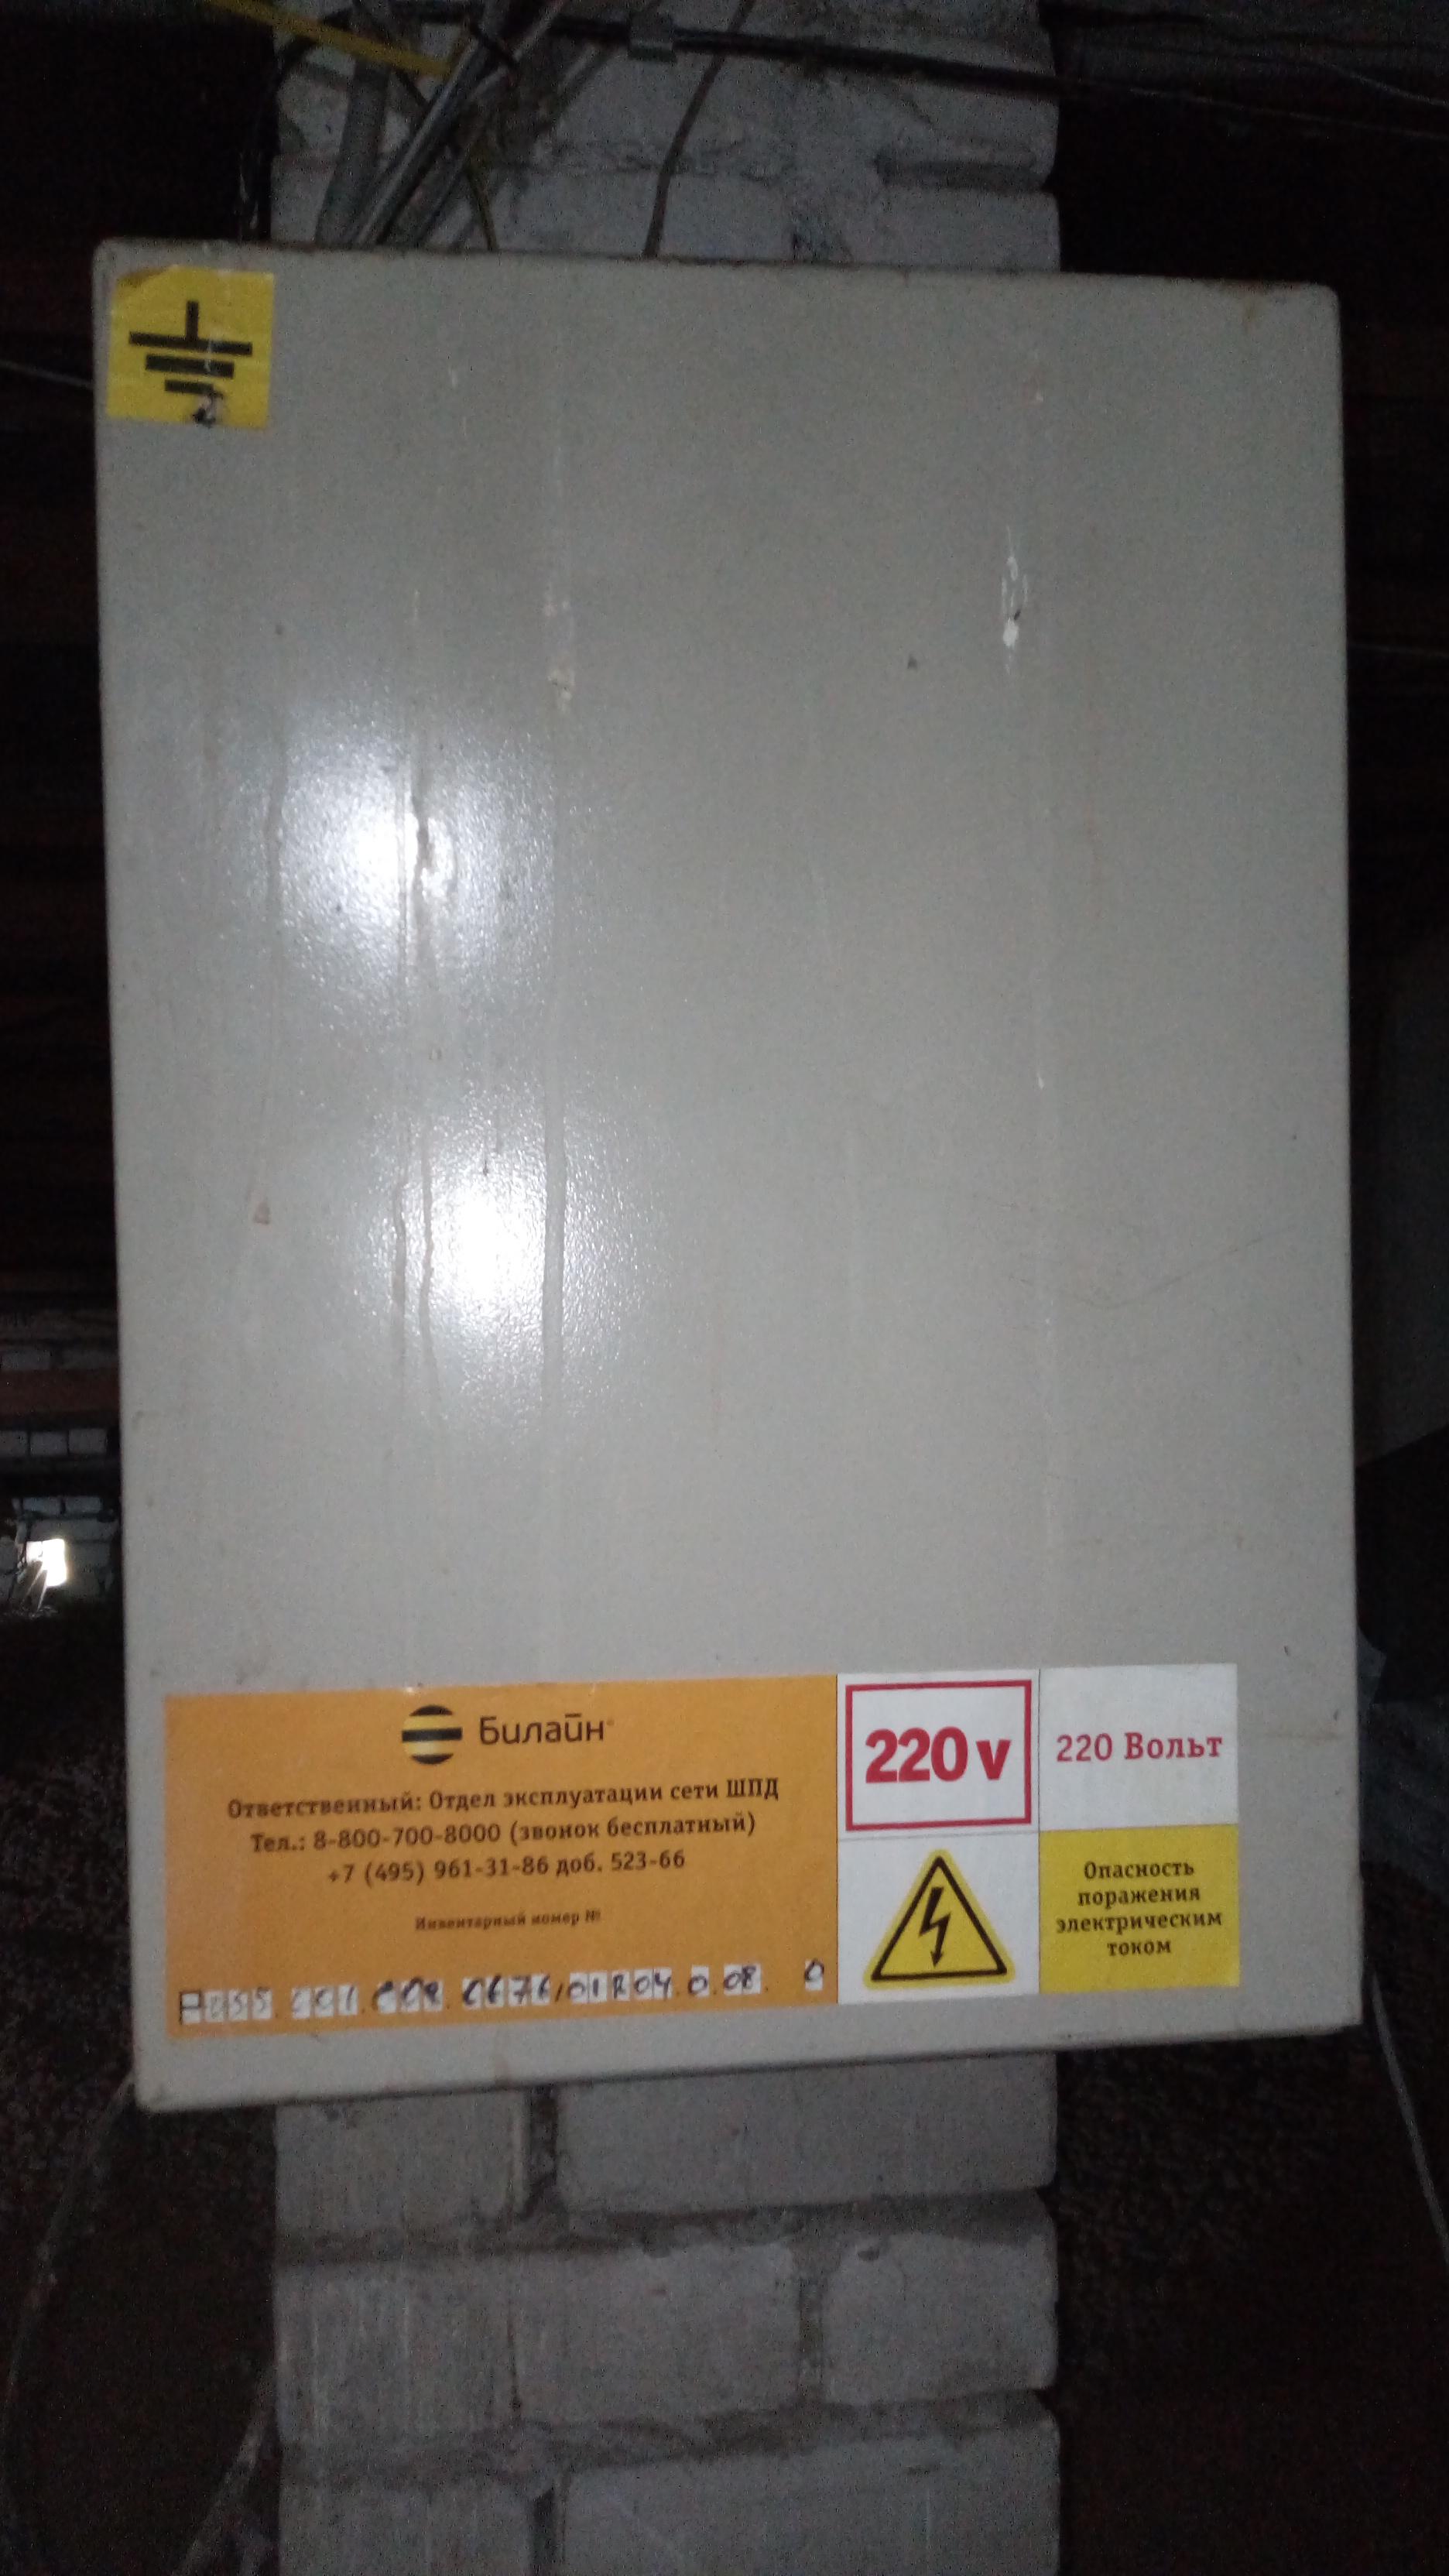 Билайн
Ответственный: Отдел эксплуатации сети ШПД
Тел.: 8-800-700-8000 (звонок бесплатный)
+7 (495) 961-31-86 доб. 523-66
Инвентарный номер №
220 v
220 Вольт
Опасность
поражения
электрическим
током